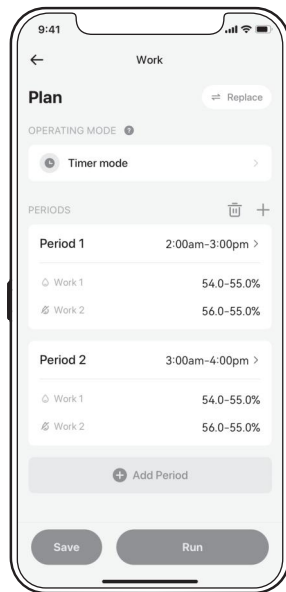 9:41
Work
Plan
Replace
OPERATING MODE ?
Timer mode
PERIODS
Period 1 2:00am-3:00pm >
Work 1 54.0-55.0%
Work 2 56.0-55.0%
Period 2 3:00am-4:00pm >
Work 1 54.0-55.0%
Work 2 56.0-55.0%
Add Period
Save Run